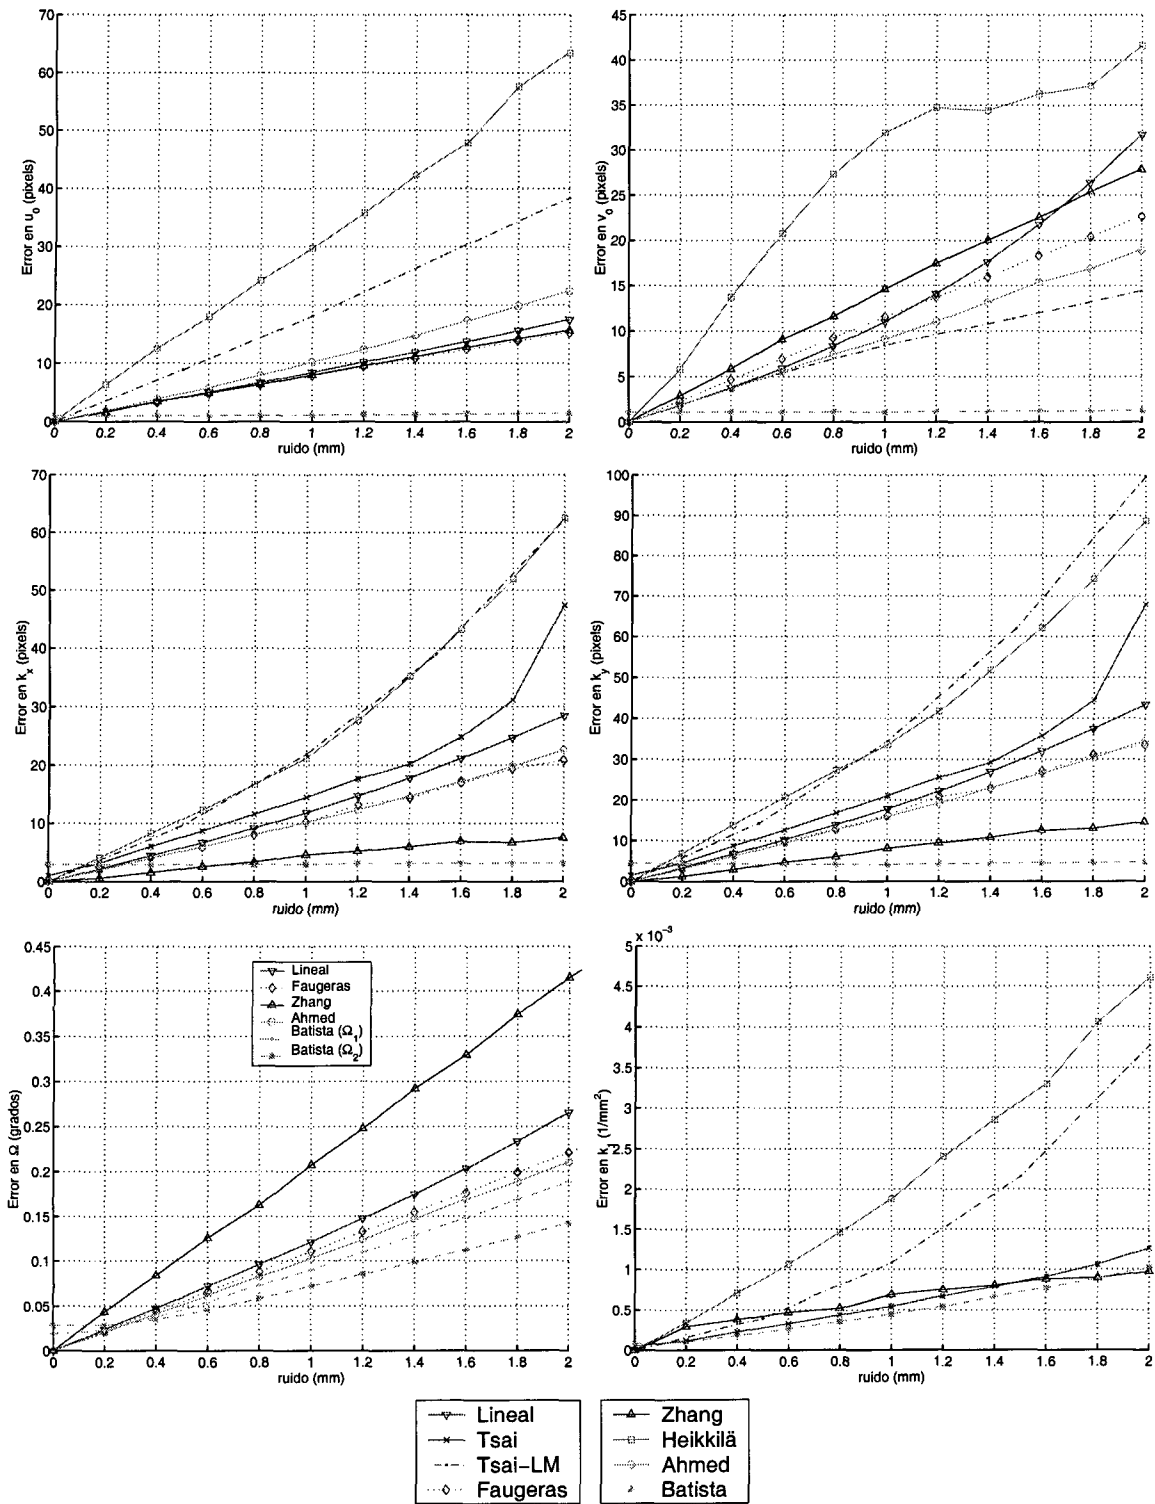 70
60
50
40
30
20
10
0
Error en u₀ (pixels)
0 0.2 0.4 0.6 0.8 1 1.2 1.4 1.6 1.8 2
ruido (mm)
45
40
35
30
25
20
15
10
5
0
Error en v₀ (pixels)
0 0.2 0.4 0.6 0.8 1 1.2 1.4 1.6 1.8 2
ruido (mm)
70
60
50
40
30
20
10
0
Error en kₓ (pixels)
0 0.2 0.4 0.6 0.8 1 1.2 1.4 1.6 1.8 2
ruido (mm)
100
90
80
70
60
50
40
30
20
10
0
Error en k_y (pixels)
0 0.2 0.4 0.6 0.8 1 1.2 1.4 1.6 1.8 2
ruido (mm)
0.45
0.4
0.35
0.3
0.25
0.2
0.15
0.1
0.05
0
Error en Ω (grados)
Lineal
Faugeras
Zhang
Ahmed
Batista (Ω₁)
Batista (Ω₂)
0 0.2 0.4 0.6 0.8 1 1.2 1.4 1.6 1.8 2
ruido (mm)
x 10⁻³
5
4.5
4
3.5
3
2.5
2
1.5
1
0.5
0
Error en k₁ (1/mm²)
0 0.2 0.4 0.6 0.8 1 1.2 1.4 1.6 1.8 2
ruido (mm)
Lineal
Tsai
Tsai-LM
Faugeras
Zhang
Heikkilä
Ahmed
Batista